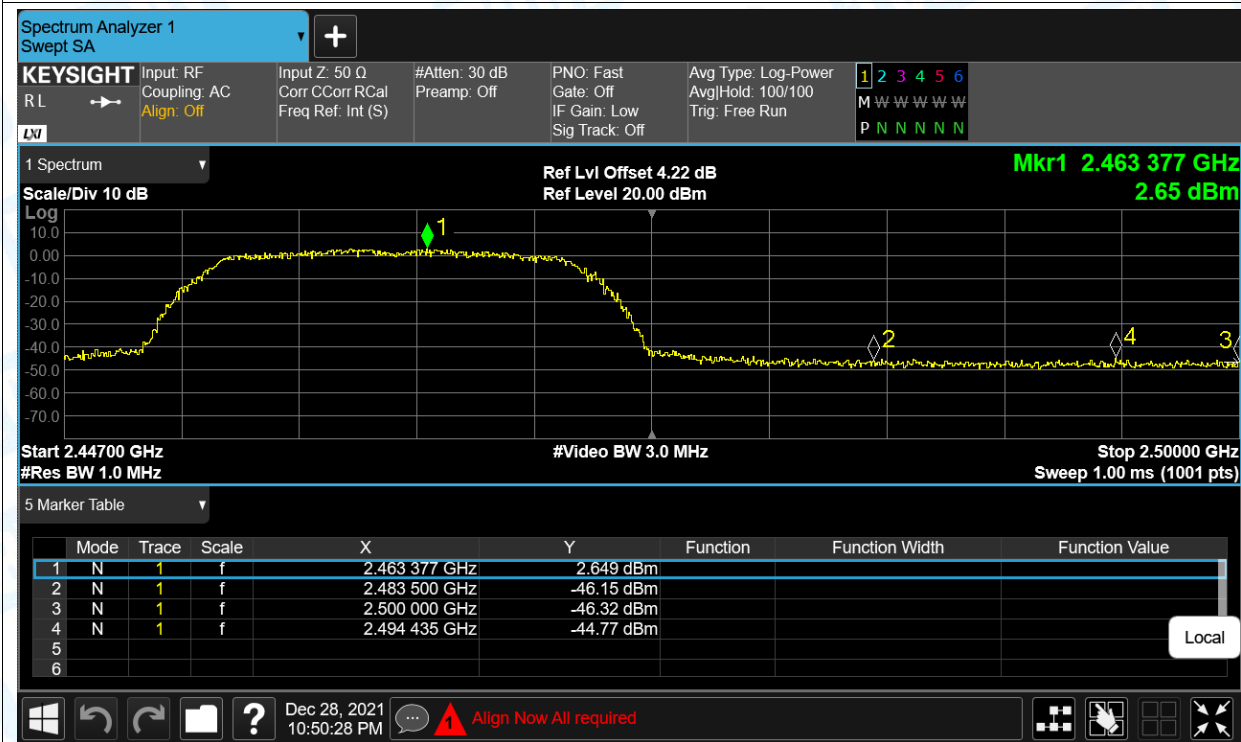 Spectrum Analyzer 1
Swept SA
+
KEYSIGHT
R L
LXI
Input: RF
Coupling: AC
Align: Off
Input Z: 50 Ω
Corr CCorr RCal
Freq Ref: Int (S)
#Atten: 30 dB
Preamp: Off
PNO: Fast
Gate: Off
IF Gain: Low
Sig Track: Off
Avg Type: Log-Power
Avg|Hold: 100/100
Trig: Free Run
1 2 3 4 5 6
M W W W W W
P N N N N N
1 Spectrum
Scale/Div 10 dB
Ref Lvl Offset 4.22 dB
Ref Level 20.00 dBm
Mkr1 2.463 377 GHz
2.65 dBm
Log
10.0
0.00
-10.0
-20.0
-30.0
-40.0
-50.0
-60.0
-70.0
1
2
4
3
Start 2.44700 GHz
#Res BW 1.0 MHz
#Video BW 3.0 MHz
Stop 2.50000 GHz
Sweep 1.00 ms (1001 pts)
5 Marker Table
Mode Trace Scale X Y Function Function Width Function Value
1 N 1 f 2.463 377 GHz 2.649 dBm
2 N 1 f 2.483 500 GHz -46.15 dBm
3 N 1 f 2.500 000 GHz -46.32 dBm
4 N 1 f 2.494 435 GHz -44.77 dBm
5
6
Local
?
Dec 28, 2021
10:50:28 PM
1
Align Now All required